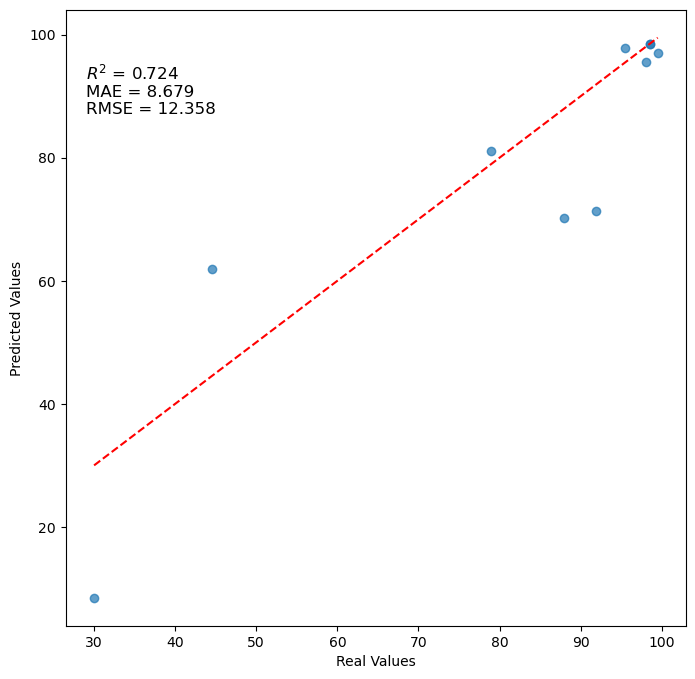 R² = 0.724
MAE = 8.679
RMSE = 12.358
Predicted Values
100
80
60
40
20
30
40
50
60
70
80
90
100
Real Values